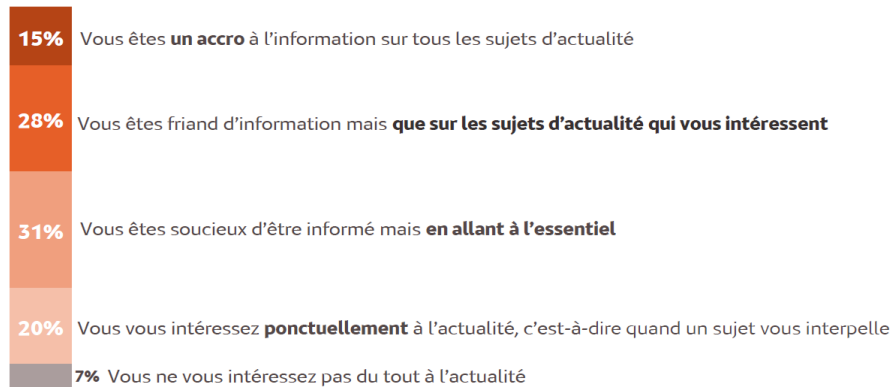 15% Vous êtes un accro à l'information sur tous les sujets d'actualité
28% Vous êtes friand d'information mais que sur les sujets d'actualité qui vous intéressent
31% Vous êtes soucieux d'être informé mais en allant à l'essentiel
20% Vous vous intéressez ponctuellement à l'actualité, c'est-à-dire quand un sujet vous interpelle
7% Vous ne vous intéressez pas du tout à l'actualité